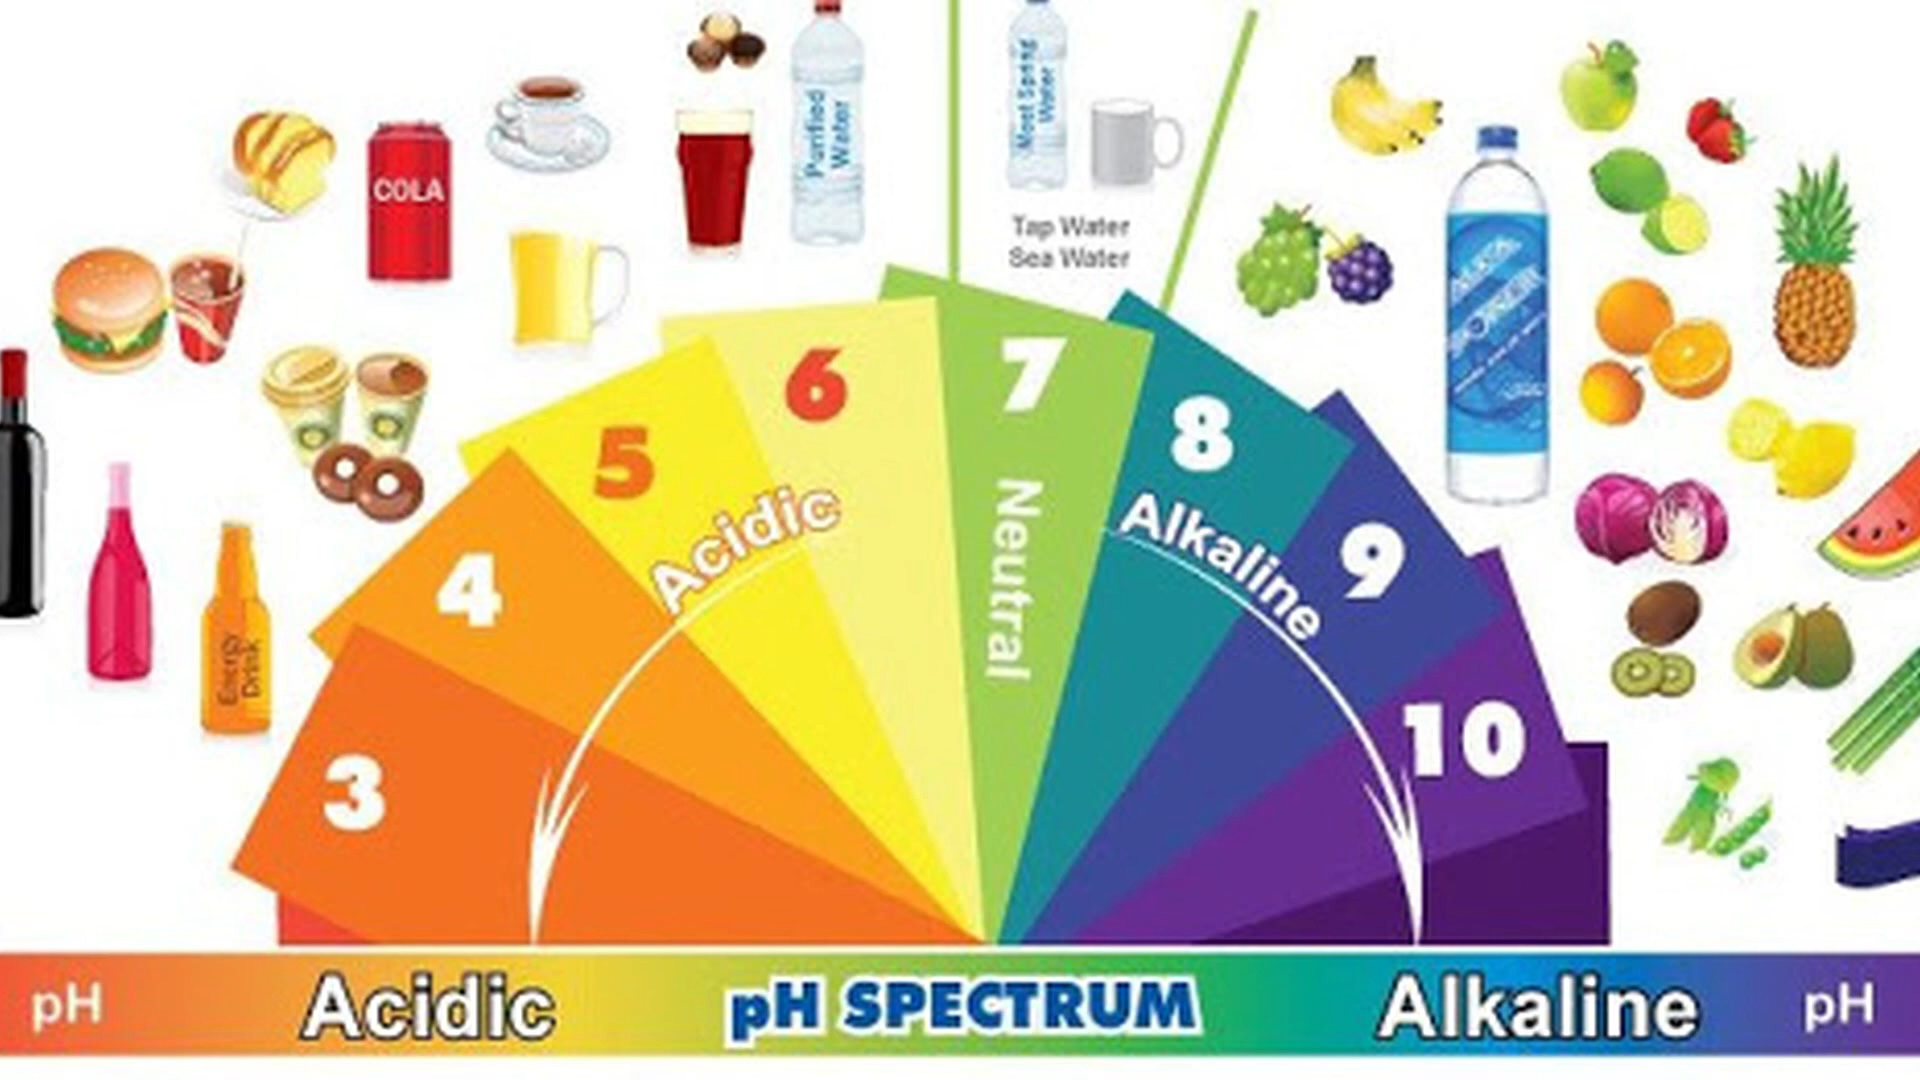 Purified
Water
Most Spring
Water
COLA
Tap Water
Sea Water
Energy
Drink
3
4
5
6
7
8
9
10
Acidic
Neutral
Alkaline
pH
Acidic
pH SPECTRUM
Alkaline
pH